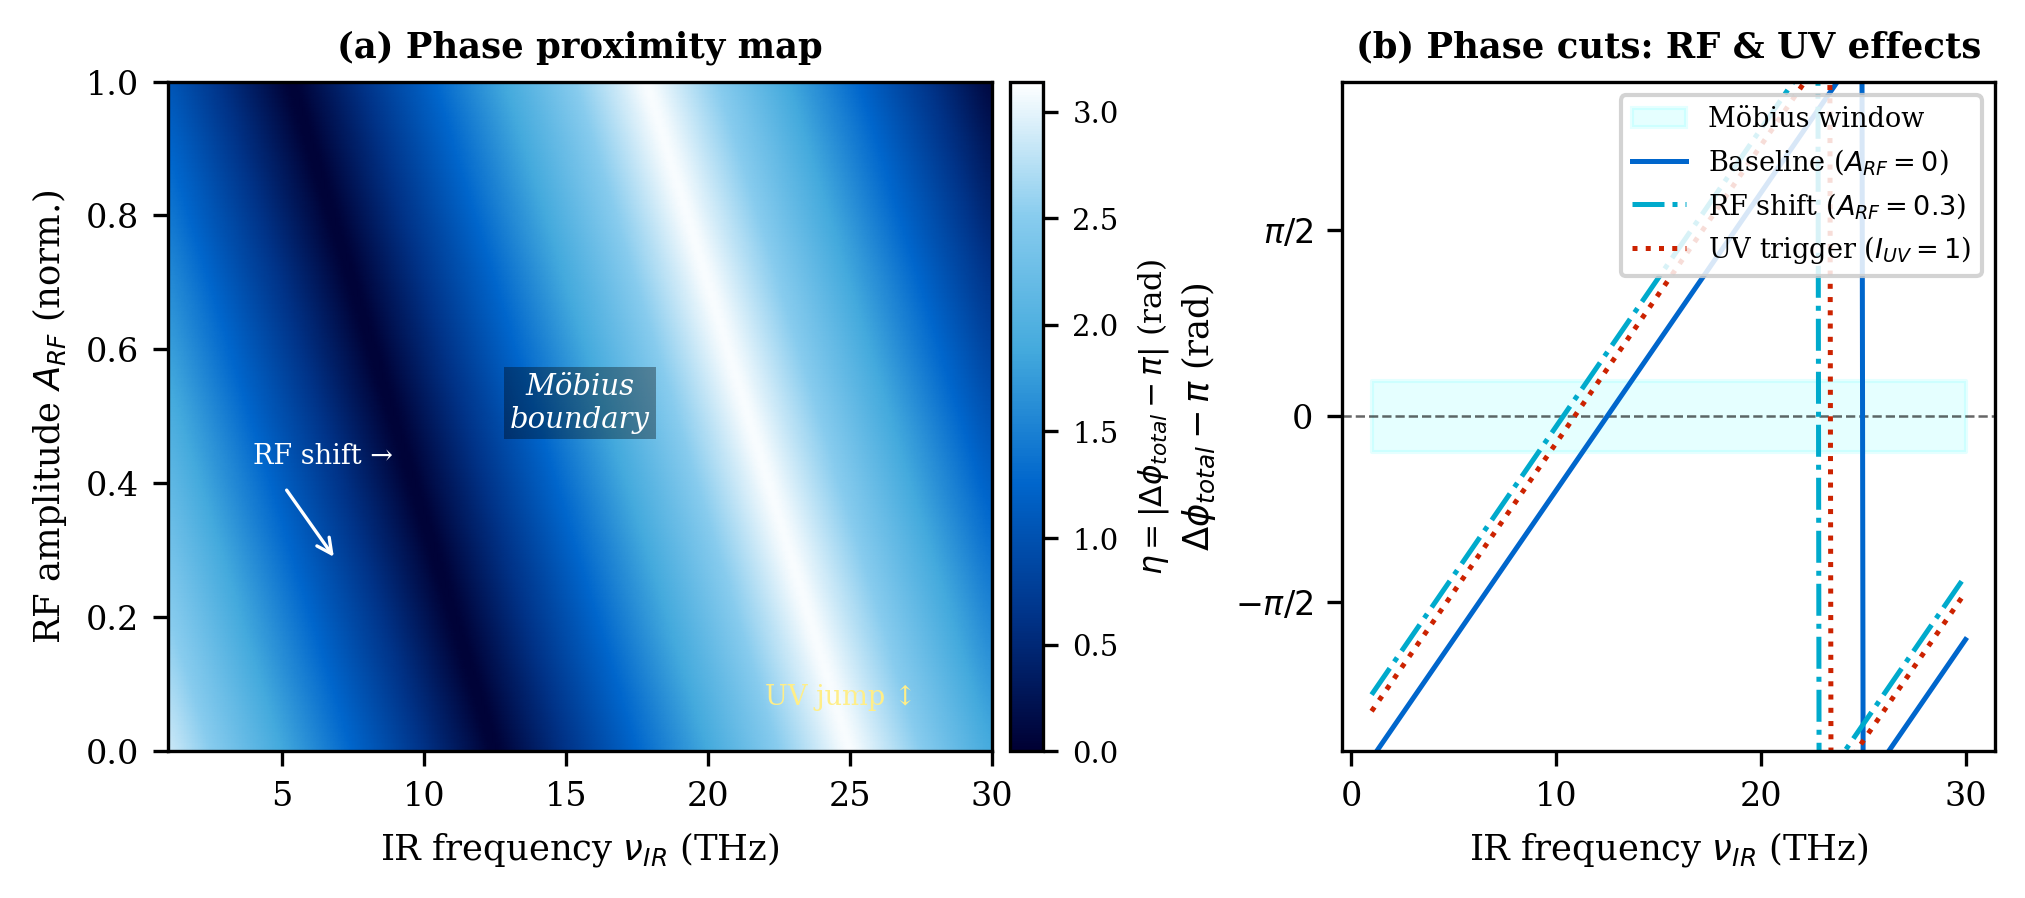 (a) Phase proximity map
1.0
0.8
0.6
0.4
0.2
0.0
RF amplitude A_RF (norm.)
Möbius
boundary
RF shift →
UV jump ↕
5
10
15
20
25
30
IR frequency ν_IR (THz)
3.0
2.5
2.0
1.5
1.0
0.5
0.0
η = |Δϕ_total − π| (rad)
(b) Phase cuts: RF & UV effects
Δϕ_total − π (rad)
π/2
0
−π/2
Möbius window
Baseline (A_RF = 0)
RF shift (A_RF = 0.3)
UV trigger (I_UV = 1)
0
10
20
30
IR frequency ν_IR (THz)